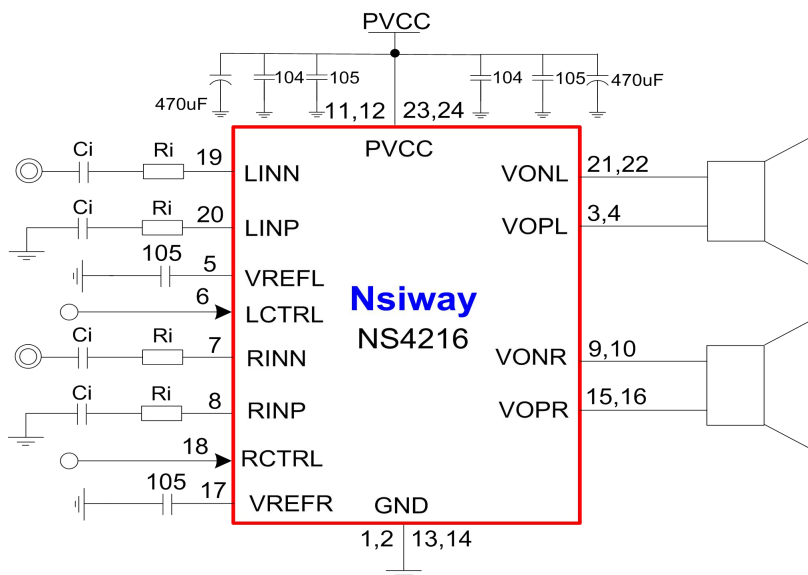 PVCC
470uF
104
105
104
105
470uF
11,12
23,24
PVCC
Ci
Ri
19
LINN
VONL
21,22
Ci
Ri
20
LINP
VOPL
3,4
105
5
VREFL
6
LCTRL
Nsiway
NS4216
Ci
Ri
7
RINN
VONR
9,10
Ci
Ri
8
RINP
VOPR
15,16
18
RCTRL
105
17
VREFR
GND
1,2
13,14